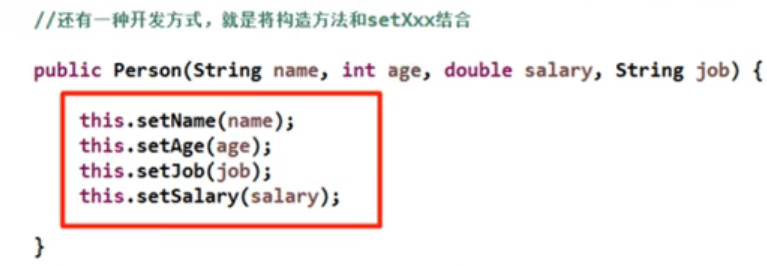 //还有一种开发方式，就是将构造方法和setXxx结合
public Person(String name, int age, double salary, String job) {
this.setName(name);
this.setAge(age);
this.setJob(job);
this.setSalary(salary);
}